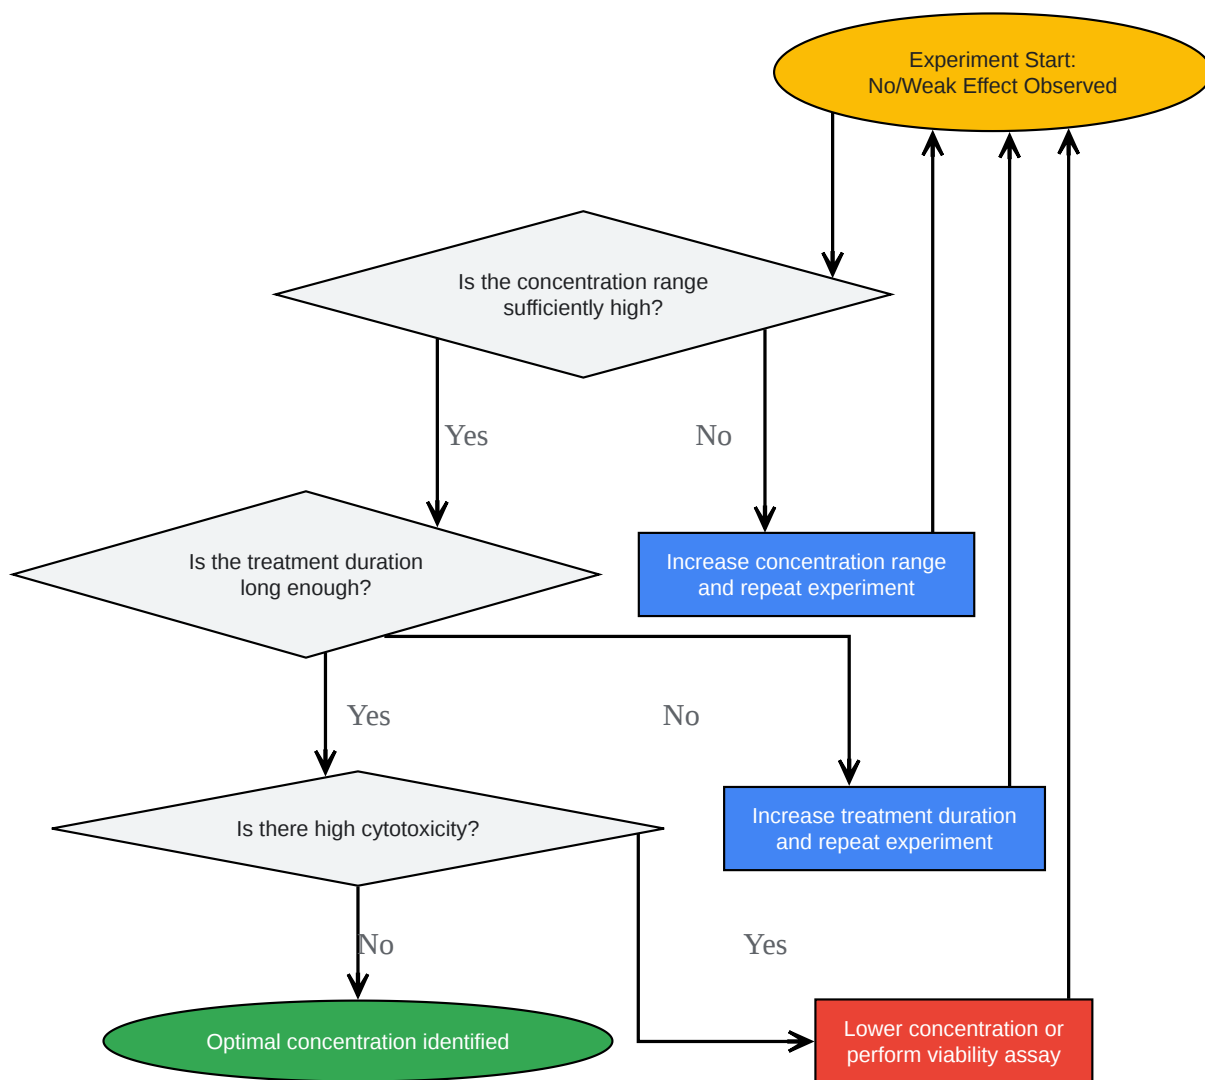 Experiment Start:
No/Weak Effect Observed
Is the concentration range
sufficiently high?
Yes
No
Is the treatment duration
long enough?
Increase concentration range
and repeat experiment
Yes
No
Is there high cytotoxicity?
Increase treatment duration
and repeat experiment
No
Yes
Optimal concentration identified
Lower concentration or
perform viability assay